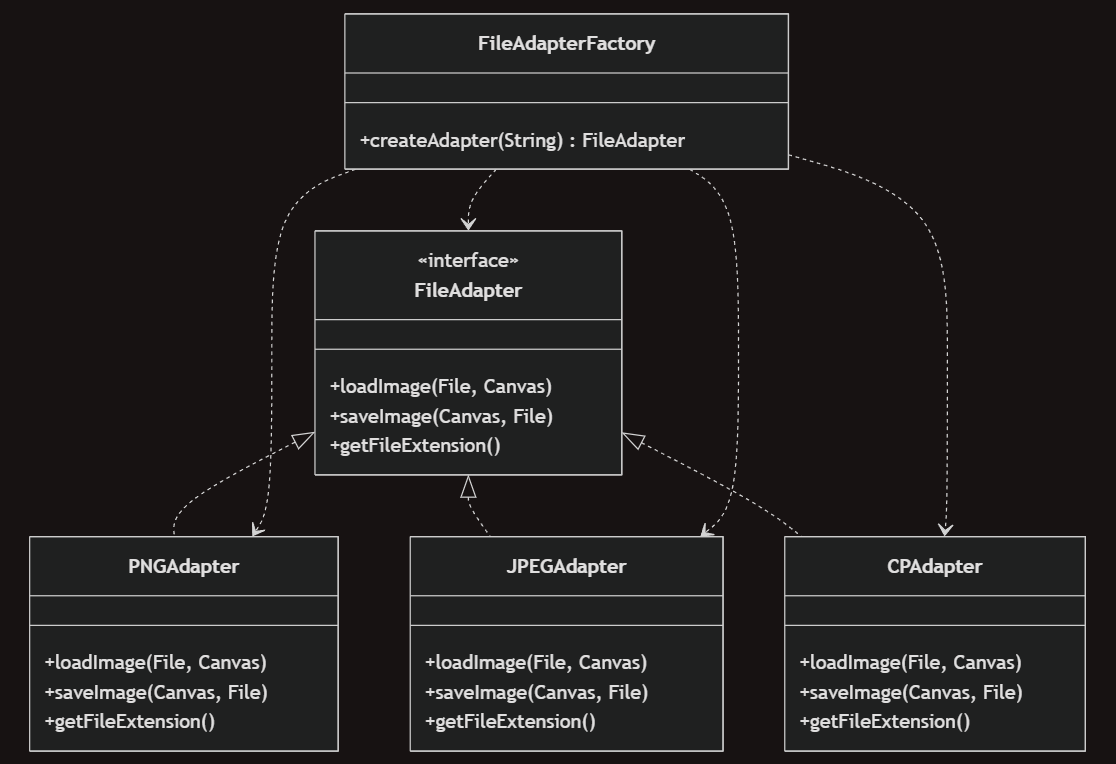 FileAdapterFactory
+createAdapter(String) : FileAdapter
«interface»
FileAdapter
+loadImage(File, Canvas)
+saveImage(Canvas, File)
+getFileExtension()
PNGAdapter
+loadImage(File, Canvas)
+saveImage(Canvas, File)
+getFileExtension()
JPEGAdapter
+loadImage(File, Canvas)
+saveImage(Canvas, File)
+getFileExtension()
CPAdapter
+loadImage(File, Canvas)
+saveImage(Canvas, File)
+getFileExtension()